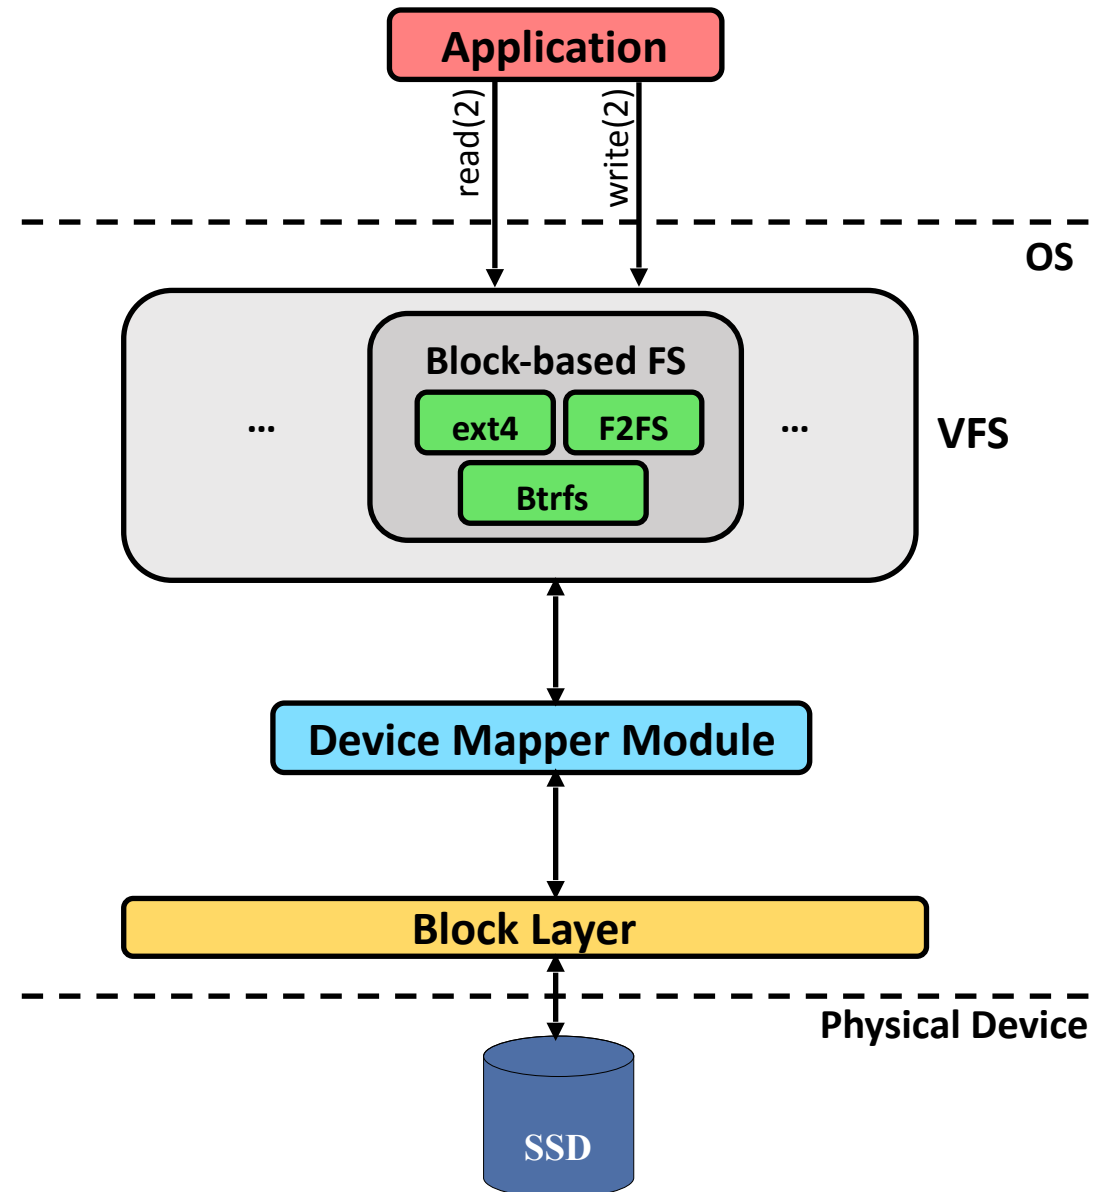 Application
read(2)
write(2)
OS
Block-based FS
... ext4 F2FS ...
VFS
Btrfs
Device Mapper Module
Block Layer
Physical Device
SSD